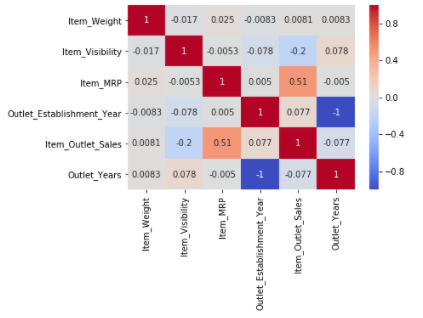 Item_Weight 1 -0.017 0.025 -0.0083 0.0081 0.0083
Item_Visibility -0.017 1 -0.0053 -0.078 -0.2 0.078
Item_MRP 0.025 -0.0053 1 0.005 0.51 -0.005
Outlet_Establishment_Year -0.0083 -0.078 0.005 1 0.077 -1
Item_Outlet_Sales 0.0081 -0.2 0.51 0.077 1 -0.077
Outlet_Years 0.0083 0.078 -0.005 -1 -0.077 1
Item_Weight
Item_Visibility
Item_MRP
Outlet_Establishment_Year
Item_Outlet_Sales
Outlet_Years
0.8
0.4
0.0
-0.4
-0.8